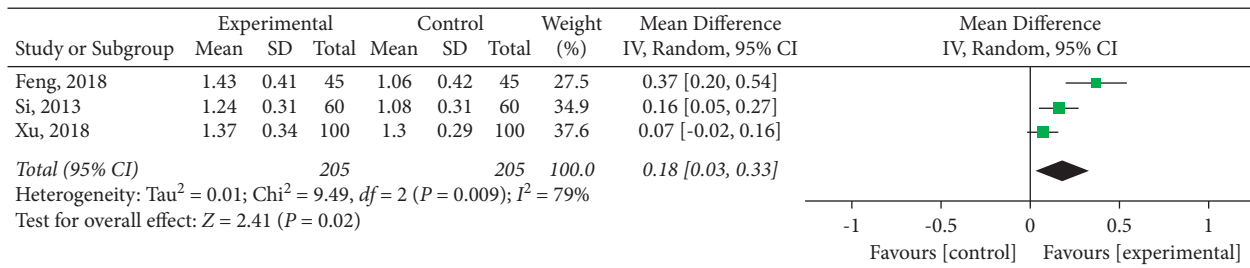 Experimental Control Weight Mean Difference Mean Difference
Study or Subgroup Mean SD Total Mean SD Total (%) IV, Random, 95% CI IV, Random, 95% CI
Feng, 2018 1.43 0.41 45 1.06 0.42 45 27.5 0.37 [0.20, 0.54]
Si, 2013 1.24 0.31 60 1.08 0.31 60 34.9 0.16 [0.05, 0.27]
Xu, 2018 1.37 0.34 100 1.3 0.29 100 37.6 0.07 [-0.02, 0.16]
Total (95% CI) 205 205 100.0 0.18 [0.03, 0.33]
Heterogeneity: Tau² = 0.01; Chi² = 9.49, df = 2 (P = 0.009); I² = 79%
Test for overall effect: Z = 2.41 (P = 0.02)
-1 -0.5 0 0.5 1
Favours [control] Favours [experimental]